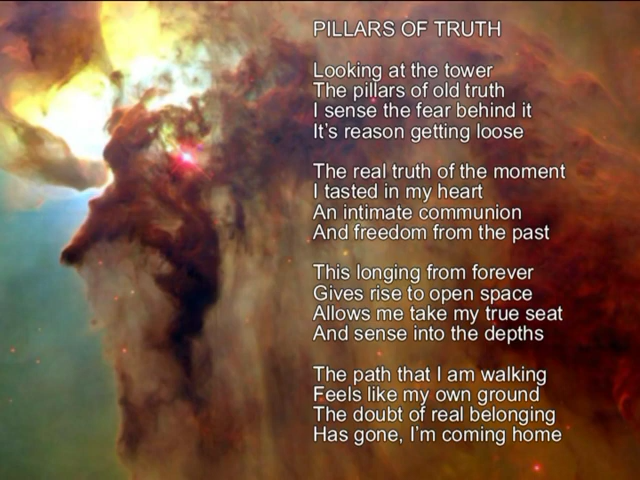 PILLARS OF TRUTH
Looking at the tower
The pillars of old truth
I sense the fear behind it
It's reason getting loose
The real truth of the moment
I tasted in my heart
An intimate communion
And freedom from the past
This longing from forever
Gives rise to open space
Allows me take my true seat
And sense into the depths
The path that I am walking
Feels like my own ground
The doubt of real belonging
Has gone, I'm coming home